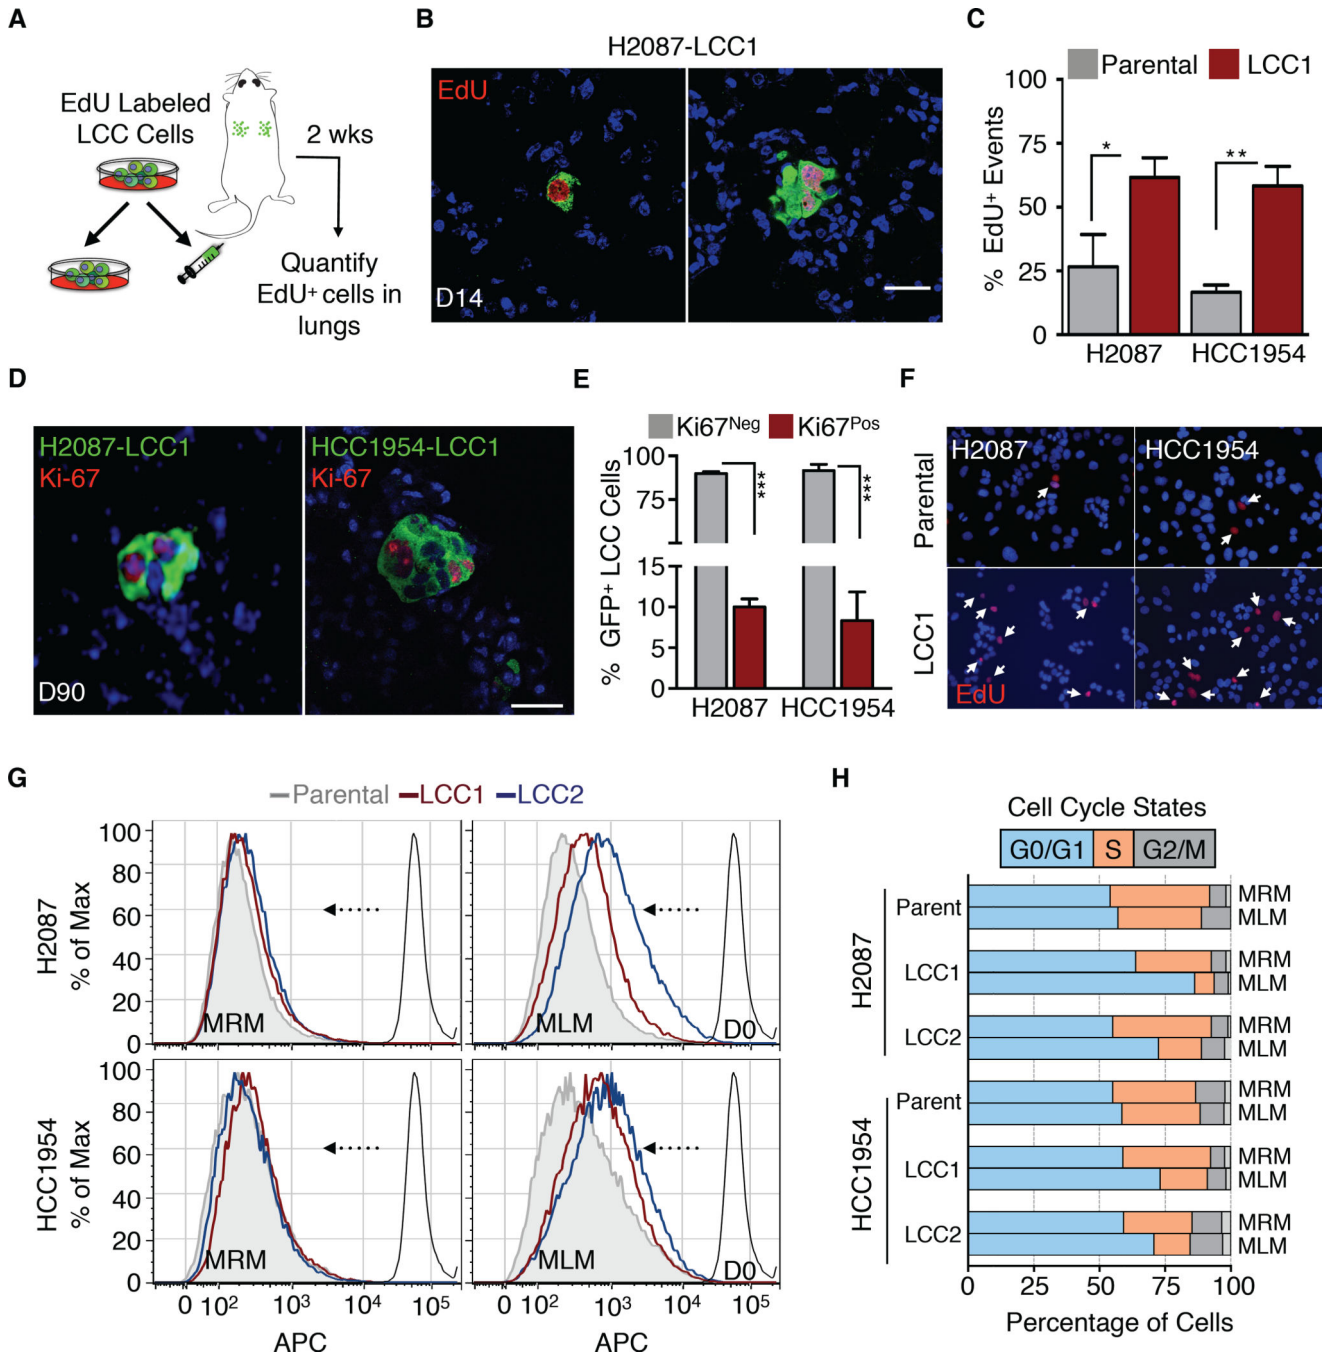 A
EdU Labeled
LCC Cells
2 wks
Quantify
EdU+ cells in
lungs
B
H2087-LCC1
EdU
D14
C
Parental LCC1
% EdU+ Events
100
75
50
25
0
*
**
H2087 HCC1954
D
H2087-LCC1
Ki-67
D90
HCC1954-LCC1
Ki-67
E
Ki67Neg Ki67Pos
% GFP+ LCC Cells
100
75
15
10
5
0
***
***
H2087 HCC1954
F
H2087
HCC1954
Parental
LCC1
EdU
G
Parental LCC1 LCC2
H2087
% of Max
100
80
60
40
20
0
MRM
MLM
D0
HCC1954
% of Max
100
80
60
40
20
0
MRM
MLM
D0
0 102 103 104 105
0 102 103 104 105
APC
APC
H
Cell Cycle States
G0/G1 S G2/M
H2087
Parent
MRM
MLM
LCC1
MRM
MLM
LCC2
MRM
MLM
HCC1954
Parent
MRM
MLM
LCC1
MRM
MLM
LCC2
MRM
MLM
0 25 50 75 100
Percentage of Cells